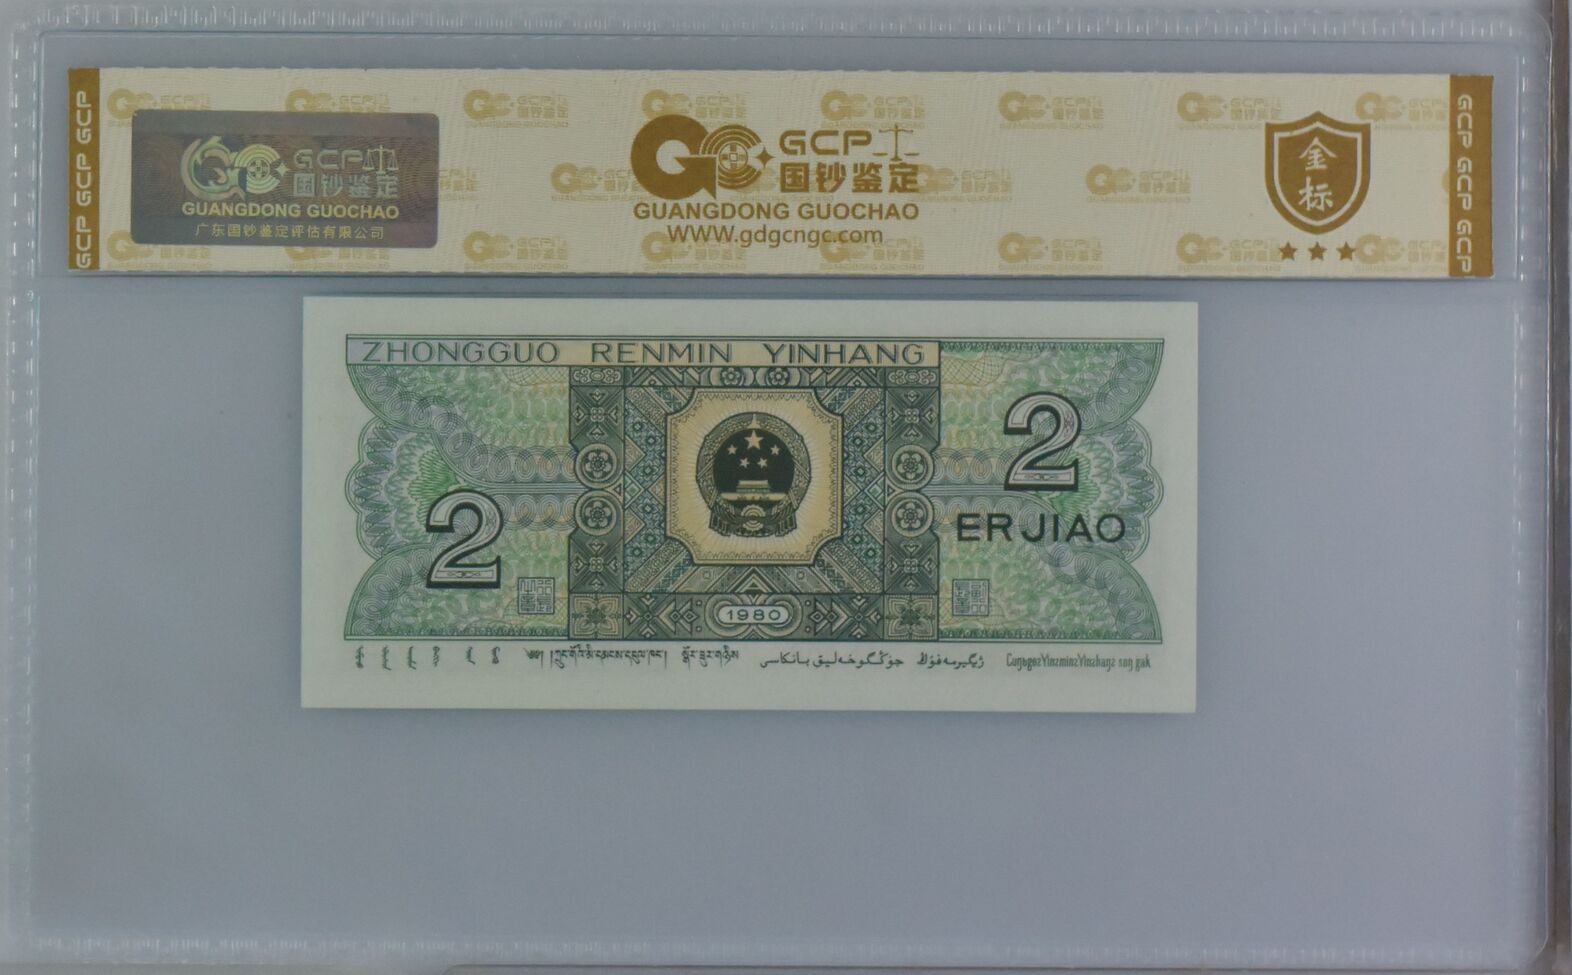 GCP GCP GCP
GCP
国钞鉴定
GUANGDONG GUOCHAO
广东国钞鉴定评估有限公司
GCP
国钞鉴定
GUANGDONG GUOCHAO
WWW.gdgcngc.com
金标
GCP GCP GCP
ZHONGGUO RENMIN YINHANG
2
2
ERJIAO
1980